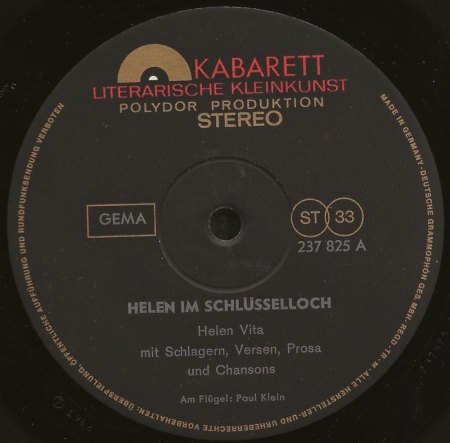 KABARETT
LITERARISCHE KLEINKUNST
POLYDOR PRODUKTION
STEREO
GEMA
ST 33
237 825 A
HELEN IM SCHLÜSSELLOCH
Helen Vita
mit Schlagern, Versen, Prosa
und Chansons
Am Flügel: Paul Klein
MADE IN GERMANY · DEUTSCHE GRAMMOPHON GES. MBH · REGD · TR · M · ALLE HERSTELLER- UND URHEBERRECHTE VORBEHALTEN: ÜBERSPIELUNG, ÖFFENTLICHE AUFFÜHRUNG UND RUNDFUNKSENDUNG VERBOTEN